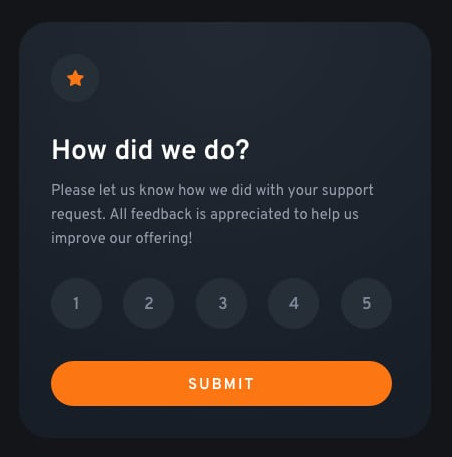 How did we do?
Please let us know how we did with your support
request. All feedback is appreciated to help us
improve our offering!
1 2 3 4 5
SUBMIT